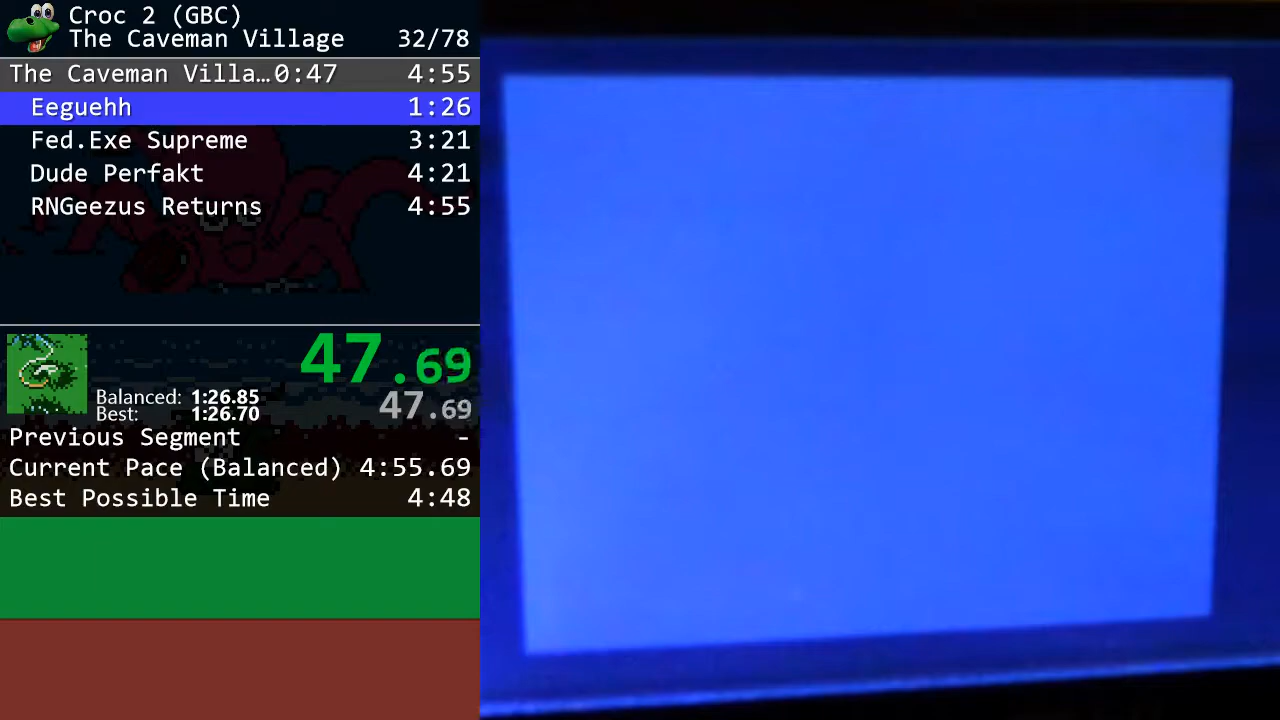 Croc 2 (GBC)
The Caveman Village 32/78
The Caveman Villa…0:47 4:55
Eeguehh 1:26
Fed.Exe Supreme 3:21
Dude Perfakt 4:21
RNGeezus Returns 4:55
47.69
Balanced: 1:26.85
Best: 1:26.70
47.69
Previous Segment -
Current Pace (Balanced) 4:55.69
Best Possible Time 4:48